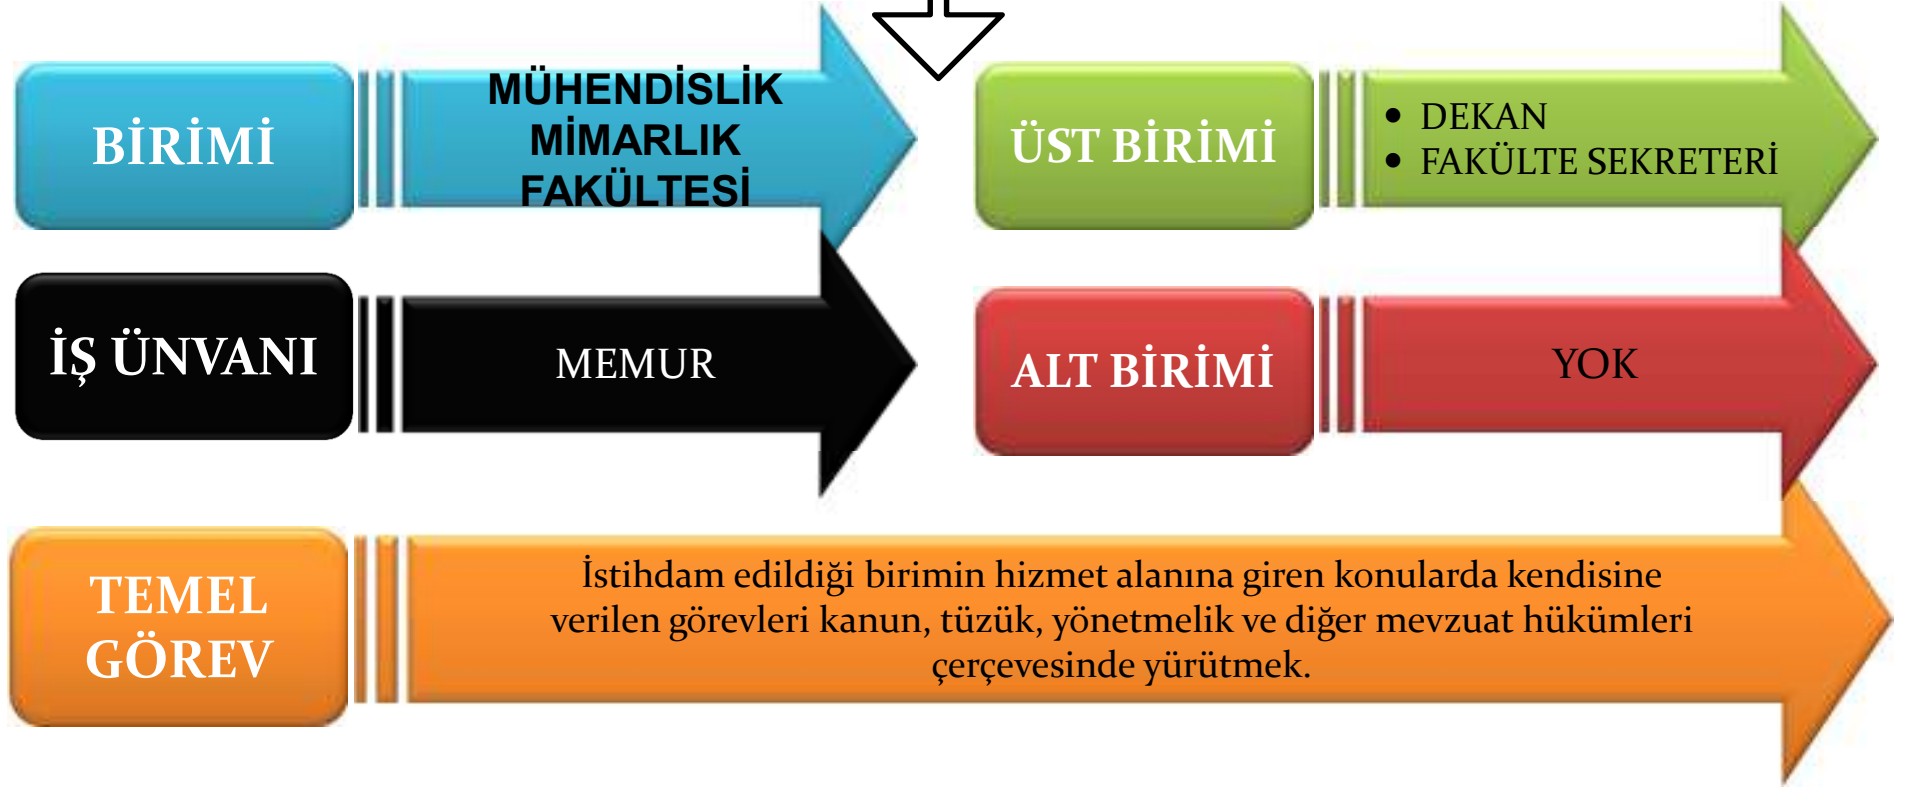 BİRİMİ
MÜHENDİSLİK
MİMARLIK
FAKÜLTESİ
ÜST BİRİMİ
• DEKAN
• FAKÜLTE SEKRETERİ
İŞ ÜNVANI
MEMUR
ALT BİRİMİ
YOK
TEMEL
GÖREV
İstihdam edildiği birimin hizmet alanına giren konularda kendisine
verilen görevleri kanun, tüzük, yönetmelik ve diğer mevzuat hükümleri
çerçevesinde yürütmek.